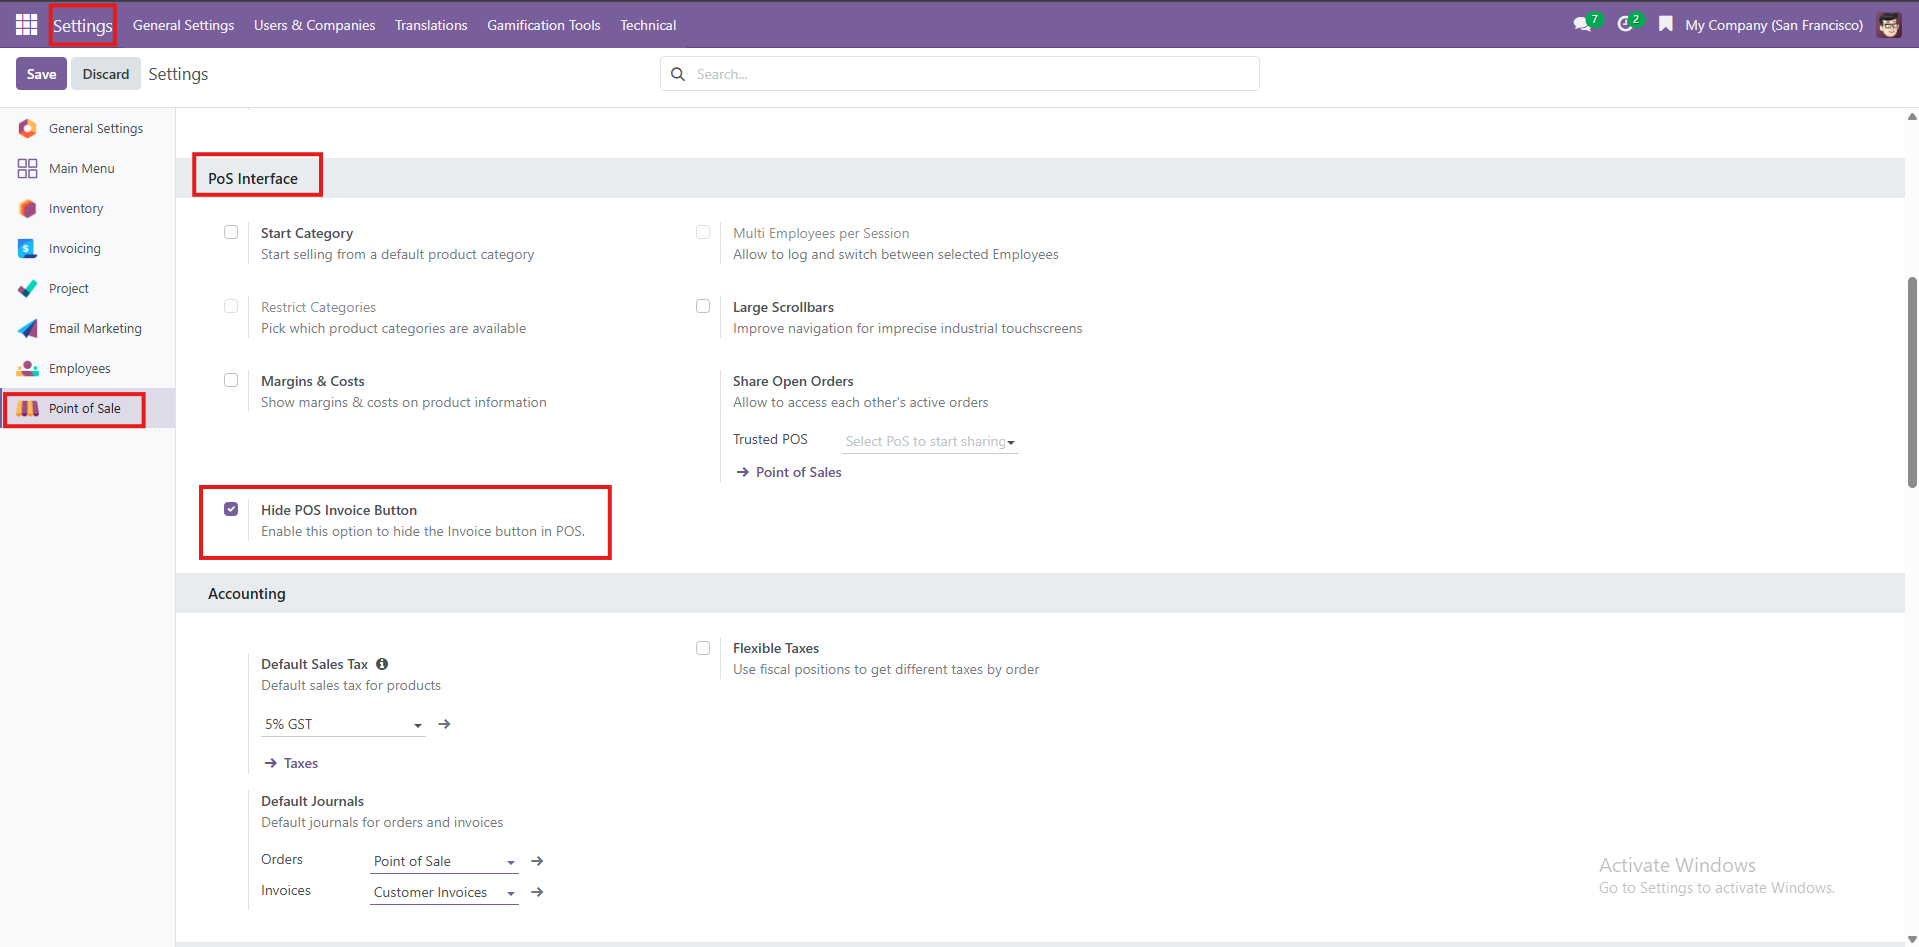 Settings General Settings Users & Companies Translations Gamification Tools Technical 7 2 My Company (San Francisco)
Save Discard Settings Search...
General Settings
Main Menu
Inventory
Invoicing
Project
Email Marketing
Employees
Point of Sale
PoS Interface
Start Category
Start selling from a default product category
Multi Employees per Session
Allow to log and switch between selected Employees
Restrict Categories
Pick which product categories are available
Large Scrollbars
Improve navigation for imprecise industrial touchscreens
Margins & Costs
Show margins & costs on product information
Share Open Orders
Allow to access each other's active orders
Trusted POS Select PoS to start sharing
Point of Sales
Hide POS Invoice Button
Enable this option to hide the Invoice button in POS.
Accounting
Default Sales Tax
Default sales tax for products
5% GST
Taxes
Flexible Taxes
Use fiscal positions to get different taxes by order
Default Journals
Default journals for orders and invoices
Orders Point of Sale
Invoices Customer Invoices
Activate Windows
Go to Settings to activate Windows.